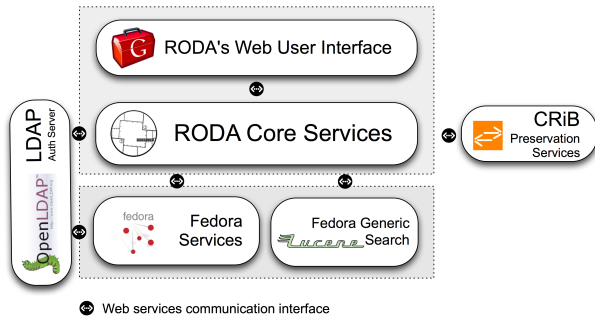 G
RODA's Web User Interface
RODA Core Services
LDAP
Auth Server
OpenLDAP
CRiB
Preservation
Services
fedora
Fedora
Services
Fedora Generic
Search
Lucene
Web services communication interface